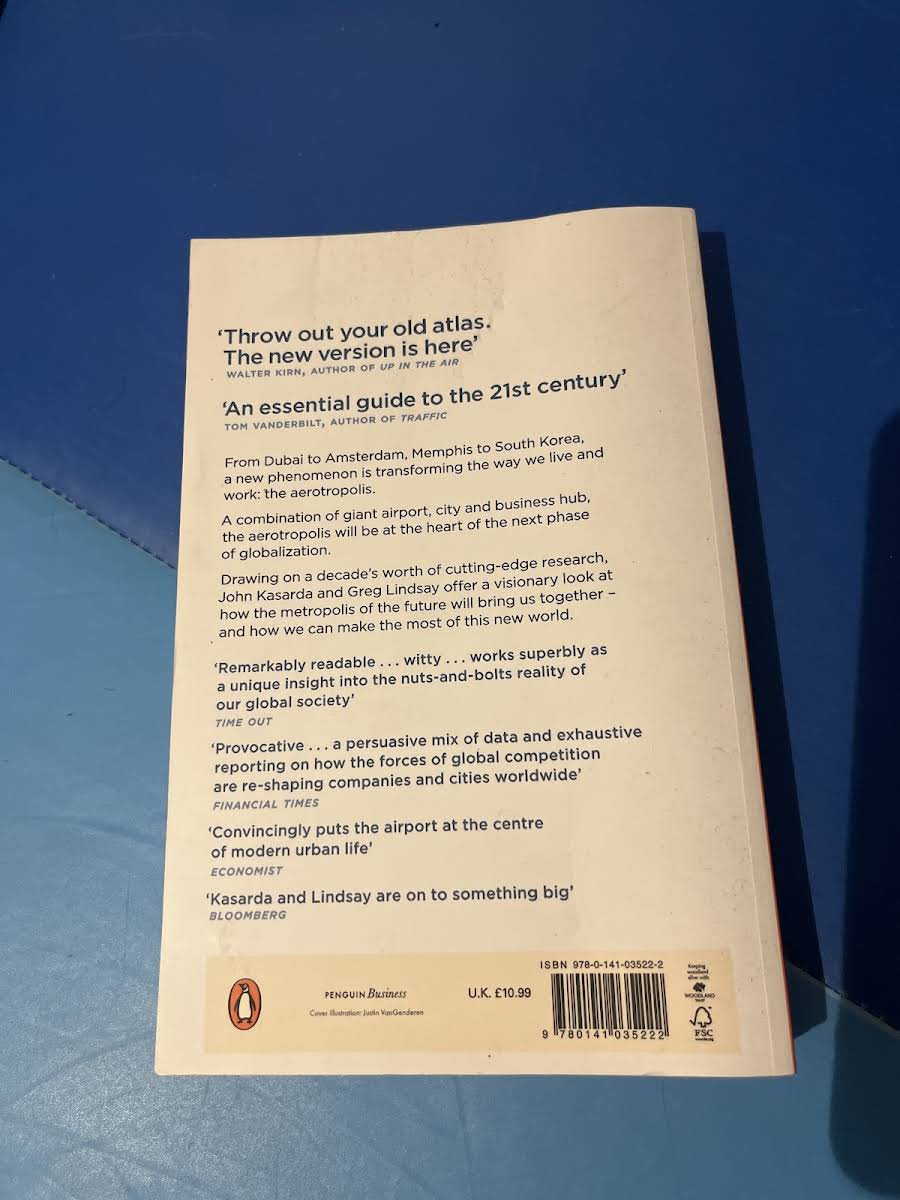 ‘Throw out your old atlas.
The new version is here’
WALTER KIRN, AUTHOR OF UP IN THE AIR
‘An essential guide to the 21st century’
TOM VANDERBILT, AUTHOR OF TRAFFIC
From Dubai to Amsterdam, Memphis to South Korea,
a new phenomenon is transforming the way we live and
work: the aerotropolis.
A combination of giant airport, city and business hub,
the aerotropolis will be at the heart of the next phase
of globalization.
Drawing on a decade’s worth of cutting-edge research,
John Kasarda and Greg Lindsay offer a visionary look at
how the metropolis of the future will bring us together –
and how we can make the most of this new world.
‘Remarkably readable . . . witty . . . works superbly as
a unique insight into the nuts-and-bolts reality of
our global society’
TIME OUT
‘Provocative . . . a persuasive mix of data and exhaustive
reporting on how the forces of global competition
are re-shaping companies and cities worldwide’
FINANCIAL TIMES
‘Convincingly puts the airport at the centre
of modern urban life’
ECONOMIST
‘Kasarda and Lindsay are on to something big’
BLOOMBERG
PENGUIN Business
Cover illustration: Justin VanGenderen
U.K. £10.99
ISBN 978-0-141-03522-2
9 780141 035222
Keeping
woodland
alive with
WOODLAND
TRUST
FSC